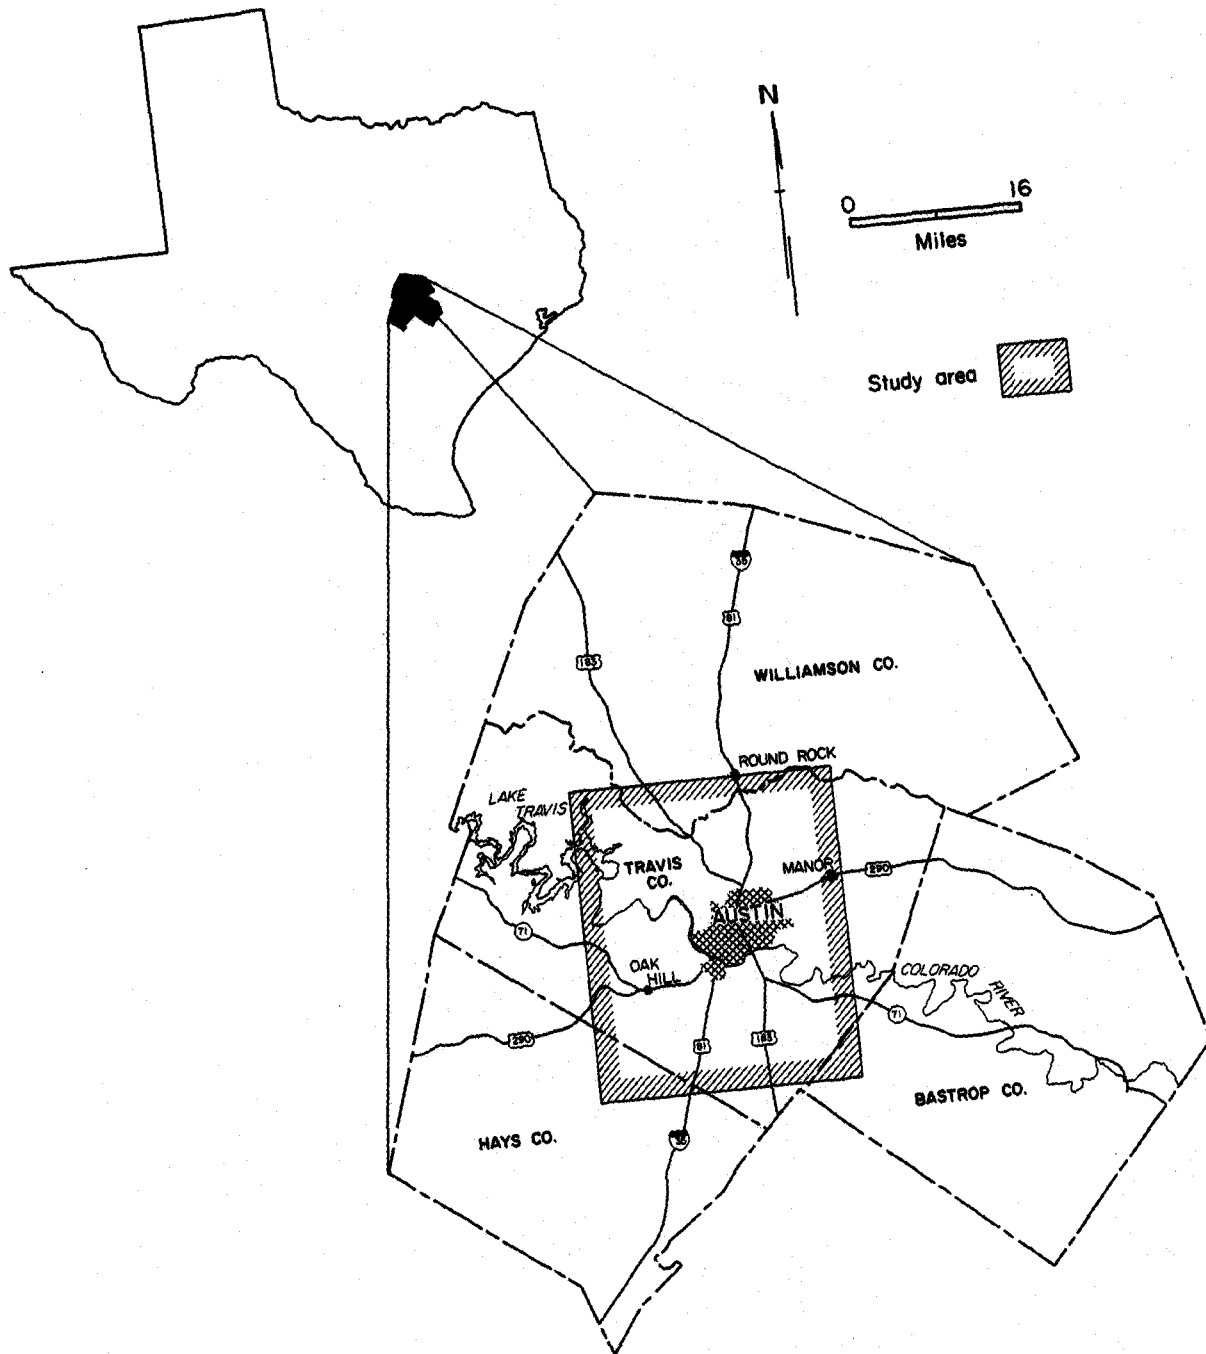 N
0 16
Miles
Study area
35
81
183
WILLIAMSON CO.
ROUND ROCK
LAKE
TRAVIS
TRAVIS
CO.
MANOR
290
AUSTIN
71
OAK
HILL
COLORADO
RIVER
71
290
81
183
BASTROP CO.
HAYS CO.
35